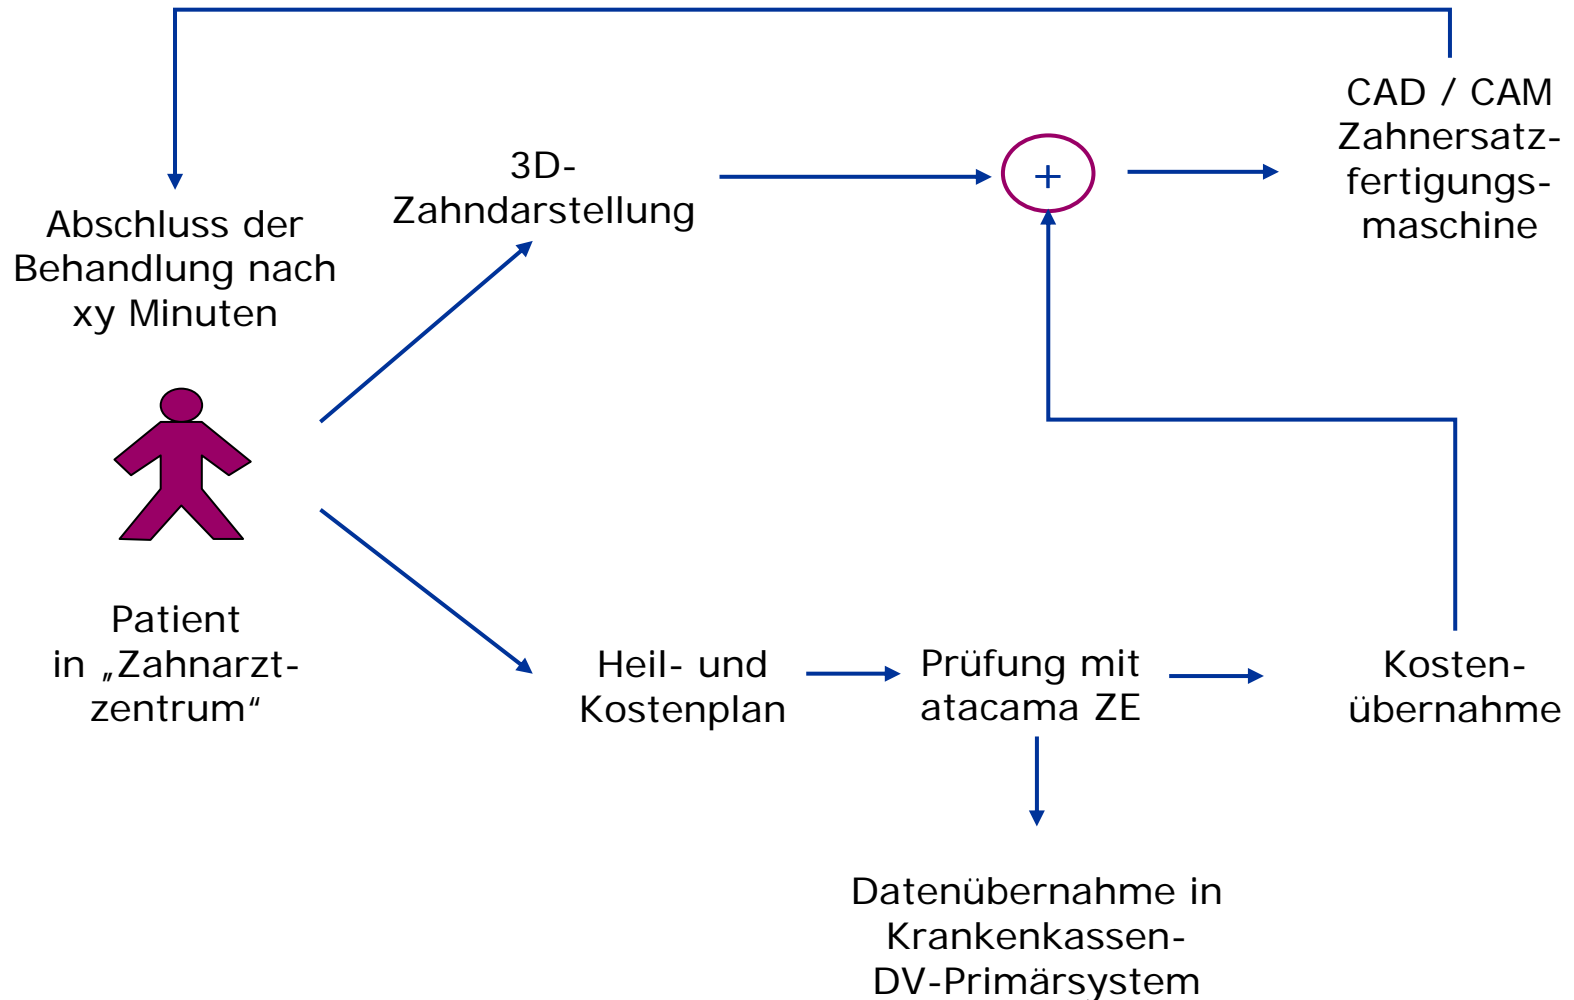 CAD / CAM
Zahnersatz-
fertigungs-
maschine
3D-
Zahndarstellung
+
Abschluss der
Behandlung nach
xy Minuten
Patient
in „Zahnarzt-
zentrum“
Heil- und
Kostenplan
Prüfung mit
atacama ZE
Kosten-
übernahme
Datenübernahme in
Krankenkassen-
DV-Primärsystem